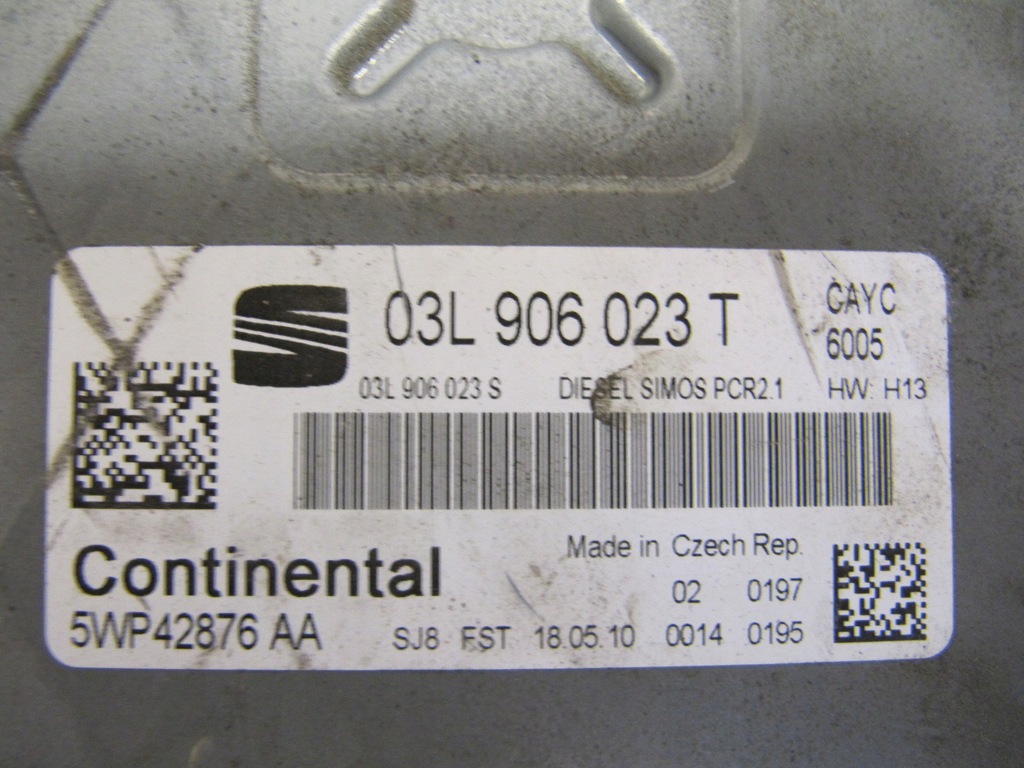 03L 906 023 T
CAYC
6005
03L 906 023 S DIESEL SIMOS PCR2.1 HW: H13
Continental
Made in Czech Rep.
02 0197
5WP42876 AA SJ8 FST 18.05.10 0014 0195